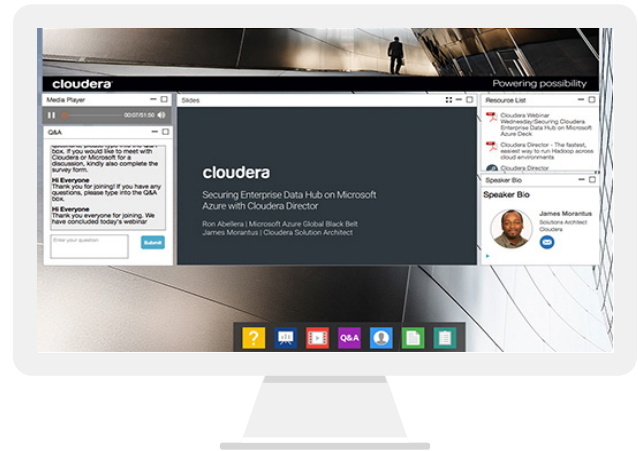 cloudera
Powering possibility
Media Player
00:07/51:50
Q&A
box. If you would like to meet with
Cloudera or Microsoft for a
discussion, kindly also complete the
survey form.
Hi Everyone
Thank you for joining! If you have any
questions, please type into the Q&A
box.
Hi Everyone
Thank you everyone for joining. We
have concluded today's webinar
Enter your question
Submit
Slides
cloudera
Securing Enterprise Data Hub on Microsoft
Azure with Cloudera Director
Ron Abellera | Microsoft Azure Global Black Belt
James Morantus | Cloudera Solution Architect
Resource List
Cloudera Webinar
Wednesday:Securing Cloudera
Enterprise Data Hub on Microsoft
Azure Deck
Cloudera Director - The fastest,
easiest way to run Hadoop across
cloud environments
Cloudera Director
Speaker Bio
Speaker Bio
James Morantus
Solutions Architect
Cloudera
?
Q&A